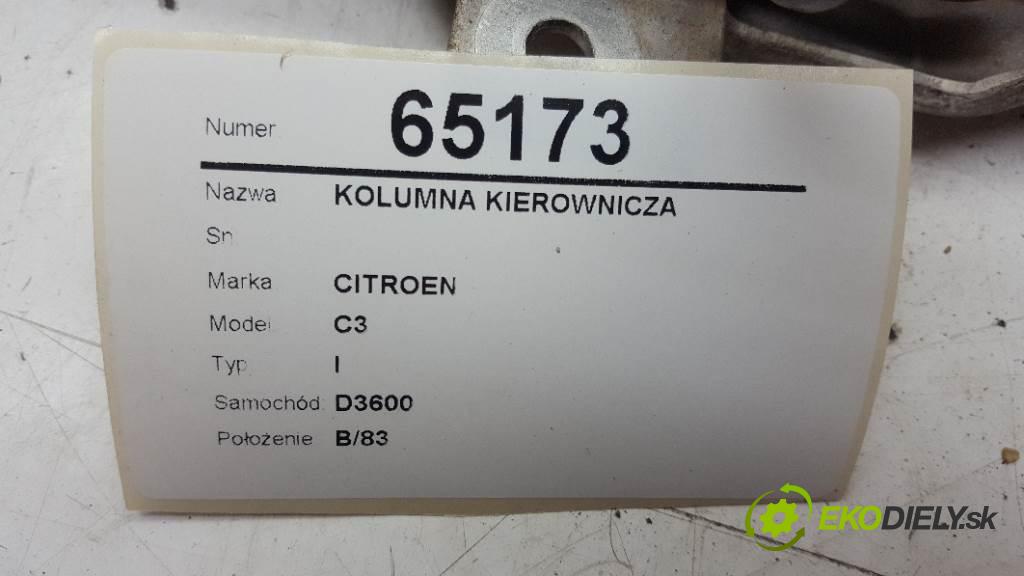 Numer 65173
Nazwa KOLUMNA KIEROWNICZA
Sn
Marka CITROEN
Model C3
Typ I
Samochód: D3600
Położenie B/83
EKODIELY.sk